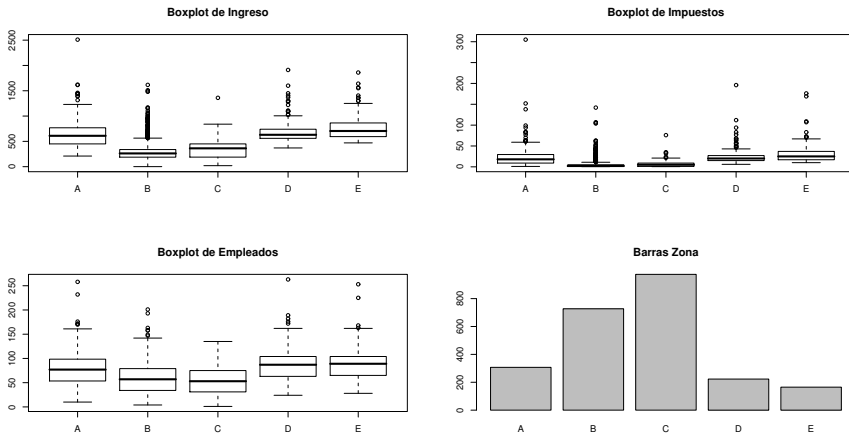 Boxplot de Ingreso
2500
1500
500
0
A
B
C
D
E
Boxplot de Impuestos
300
200
100
50
0
A
B
C
D
E
Boxplot de Empleados
250
200
150
100
50
0
A
B
C
D
E
Barras Zona
800
600
400
200
0
A
B
C
D
E